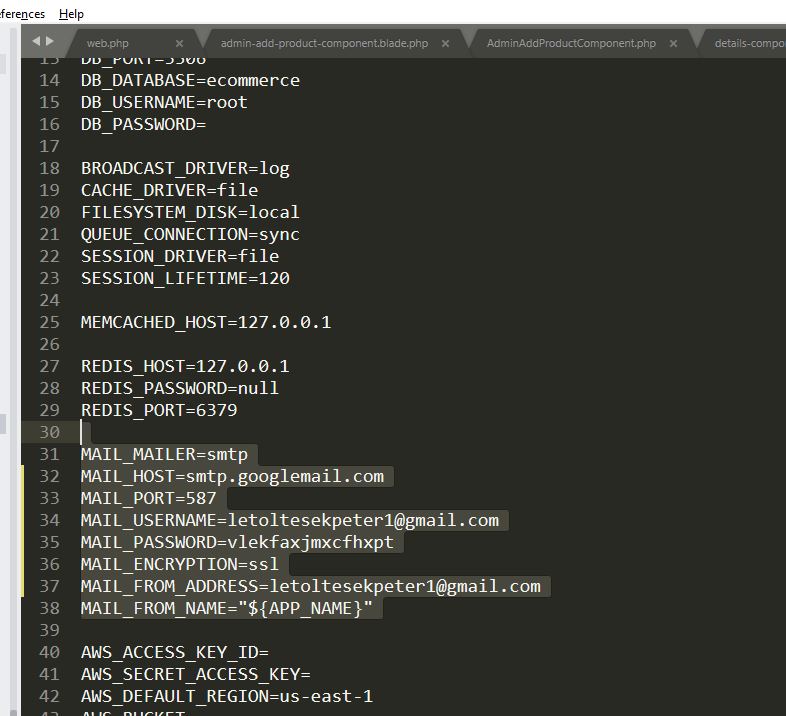 ferences Help
web.php × admin-add-product-component.blade.php × AdminAddProductComponent.php × details-compo
14 DB_DATABASE=ecommerce
15 DB_USERNAME=root
16 DB_PASSWORD=
17
18 BROADCAST_DRIVER=log
19 CACHE_DRIVER=file
20 FILESYSTEM_DISK=local
21 QUEUE_CONNECTION=sync
22 SESSION_DRIVER=file
23 SESSION_LIFETIME=120
24
25 MEMCACHED_HOST=127.0.0.1
26
27 REDIS_HOST=127.0.0.1
28 REDIS_PASSWORD=null
29 REDIS_PORT=6379
30
31 MAIL_MAILER=smtp
32 MAIL_HOST=smtp.googlemail.com
33 MAIL_PORT=587
34 MAIL_USERNAME=letoltesekpeter1@gmail.com
35 MAIL_PASSWORD=vlekfaxjmxcfhxpt
36 MAIL_ENCRYPTION=ssl
37 MAIL_FROM_ADDRESS=letoltesekpeter1@gmail.com
38 MAIL_FROM_NAME="${APP_NAME}"
39
40 AWS_ACCESS_KEY_ID=
41 AWS_SECRET_ACCESS_KEY=
42 AWS_DEFAULT_REGION=us-east-1